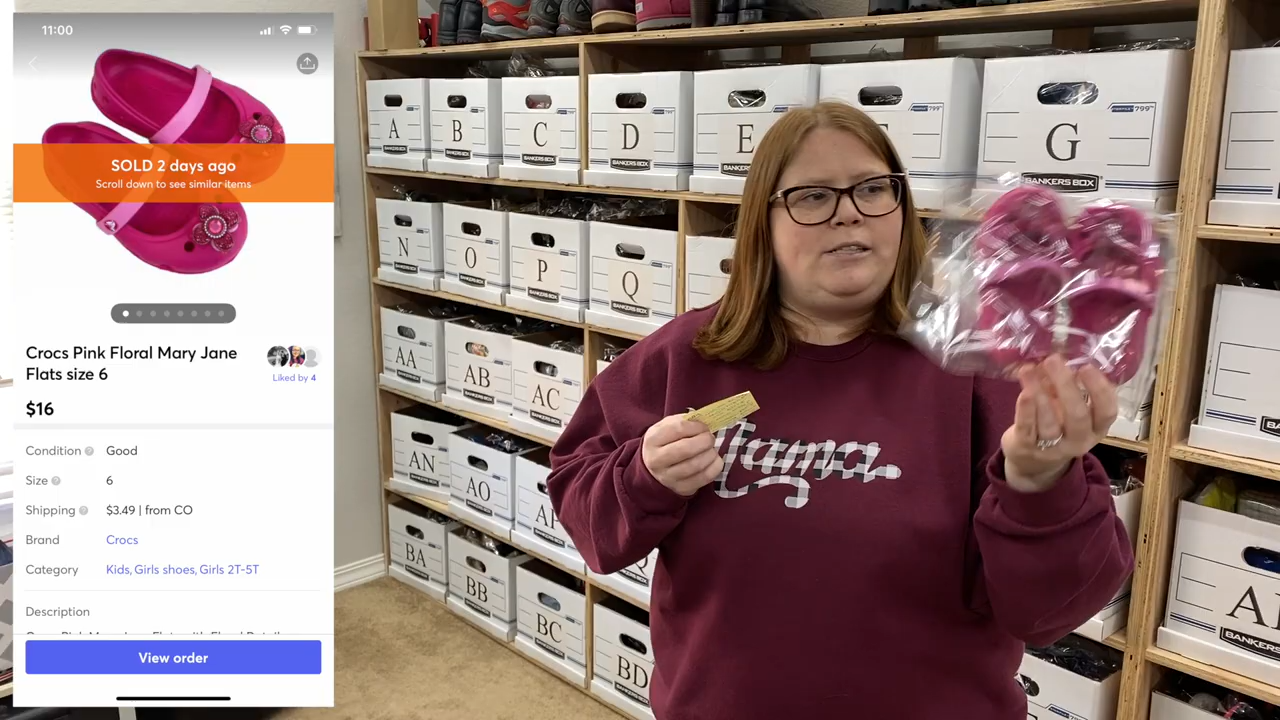 11:00
SOLD 2 days ago
Scroll down to see similar items
Crocs Pink Floral Mary Jane
Flats size 6
Liked by 4
$16
Condition Good
Size 6
Shipping $3.49 | from CO
Brand Crocs
Category Kids, Girls shoes, Girls 2T-5T
Description
View order
A
B
C
D
E
G
BANKERS BOX
N
O
P
Q
AA
AB
AC
AN
AO
BA
BB
BC
BD
Mama